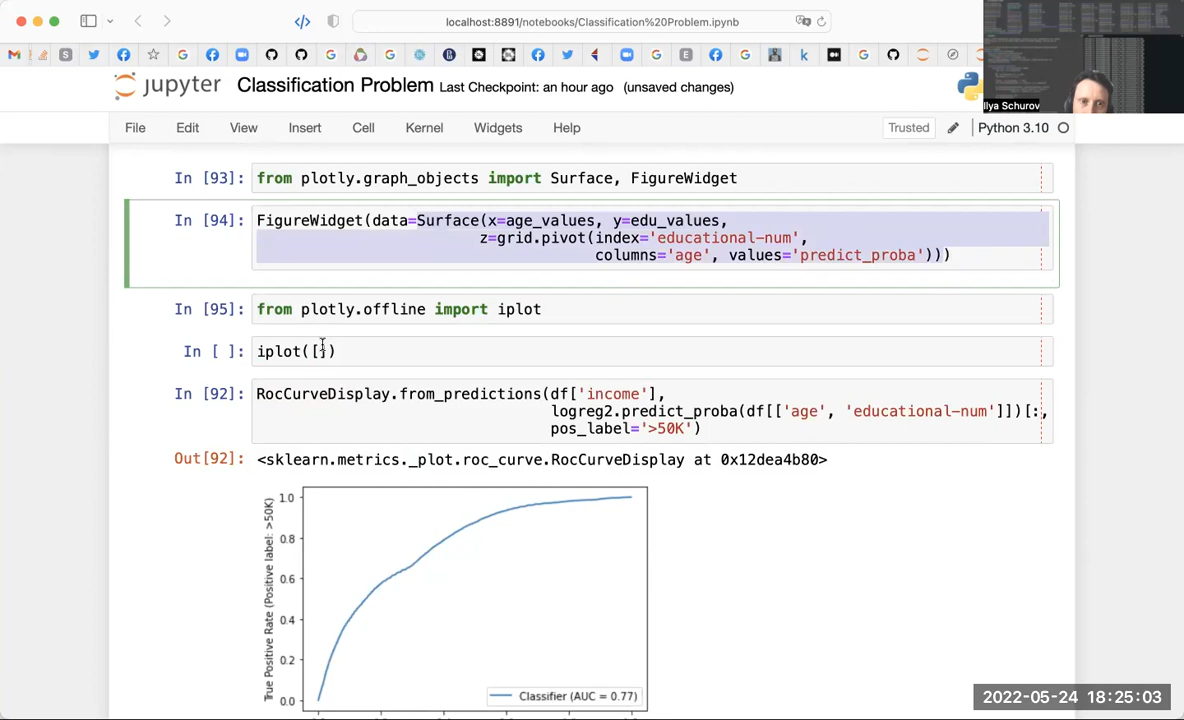 localhost:8891/notebooks/Classification%20Problem.ipynb
jupyter Classification Problem Last Checkpoint: an hour ago (unsaved changes)
Ilya Schurov
File Edit View Insert Cell Kernel Widgets Help Trusted Python 3.10
In [93]: from plotly.graph_objects import Surface, FigureWidget
In [94]: FigureWidget(data=Surface(x=age_values, y=edu_values,
z=grid.pivot(index='educational-num',
columns='age', values='predict_proba')))
In [95]: from plotly.offline import iplot
In [ ]: iplot([])
In [92]: RocCurveDisplay.from_predictions(df['income'],
logreg2.predict_proba(df[['age', 'educational-num']])[:,
pos_label='>50K')
Out[92]: <sklearn.metrics._plot.roc_curve.RocCurveDisplay at 0x12dea4b80>
True Positive Rate (Positive label: >50K)
1.0
0.8
0.6
0.4
0.2
0.0
Classifier (AUC = 0.77)
2022-05-24 18:25:03